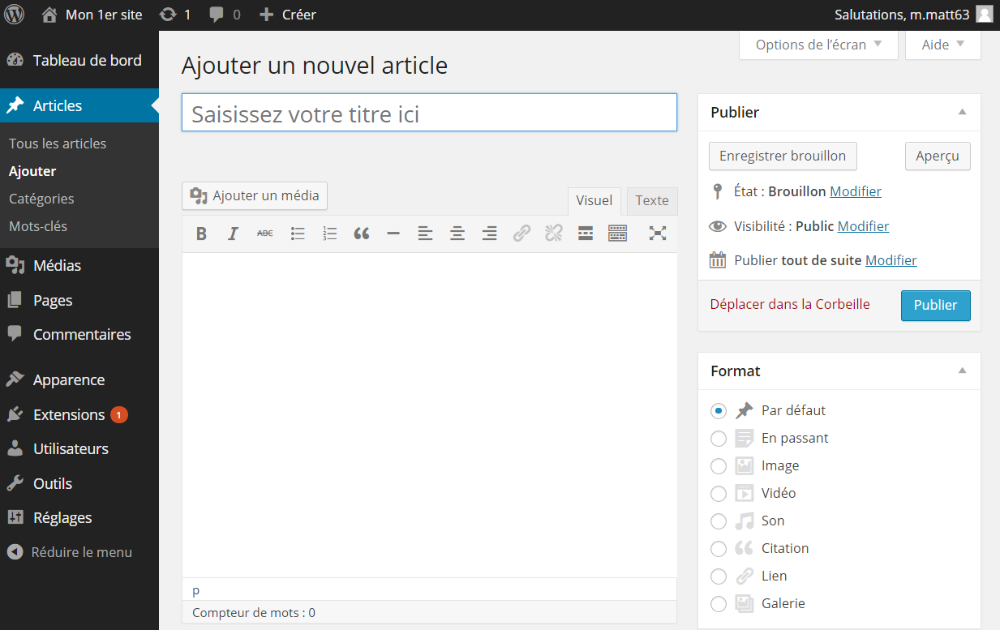 Mon 1er site 1 0 Créer Salutations, m.matt63
Tableau de bord
Articles
Tous les articles
Ajouter
Catégories
Mots-clés
Médias
Pages
Commentaires
Apparence
Extensions 1
Utilisateurs
Outils
Réglages
Réduire le menu
Options de l'écran Aide
Ajouter un nouvel article
Saisissez votre titre ici
Ajouter un média
Visuel Texte
B I ABC
p
Compteur de mots : 0
Publier
Enregistrer brouillon Aperçu
État : Brouillon Modifier
Visibilité : Public Modifier
Publier tout de suite Modifier
Déplacer dans la Corbeille Publier
Format
Par défaut
En passant
Image
Vidéo
Son
Citation
Lien
Galerie